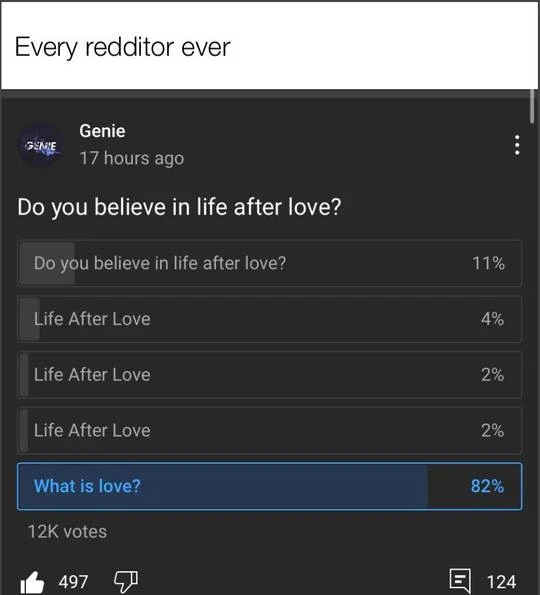 Every redditor ever
GENIE
Genie
17 hours ago
Do you believe in life after love?
Do you believe in life after love? 11%
Life After Love 4%
Life After Love 2%
Life After Love 2%
What is love? 82%
12K votes
497 124